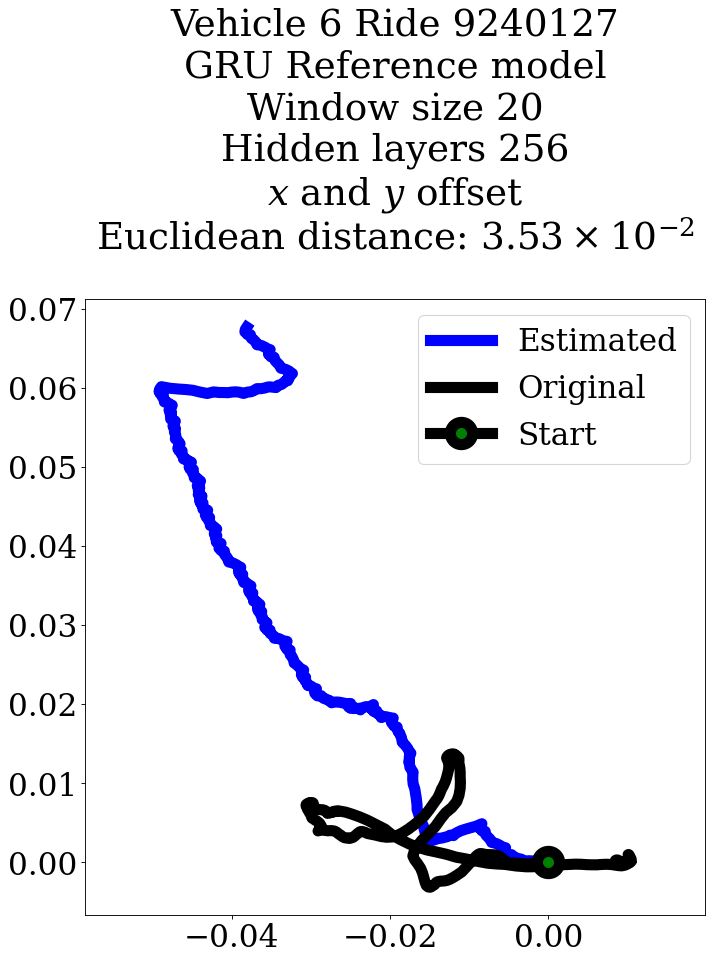 Vehicle 6 Ride 9240127
GRU Reference model
Window size 20
Hidden layers 256
x and y offset
Euclidean distance: 3.53 × 10⁻²
0.07
0.06
0.05
0.04
0.03
0.02
0.01
0.00
Estimated
Original
Start
−0.04
−0.02
0.00